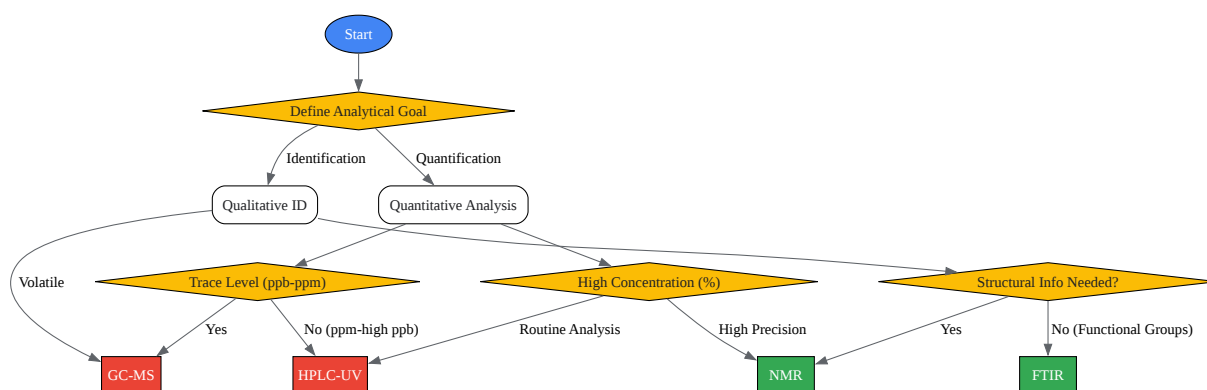 Start
Define Analytical Goal
Identification
Quantification
Qualitative ID
Quantitative Analysis
Volatile
Trace Level (ppb-ppm)
High Concentration (%)
Structural Info Needed?
Yes
No (ppm-high ppb)
Routine Analysis
High Precision
Yes
No (Functional Groups)
GC-MS
HPLC-UV
NMR
FTIR